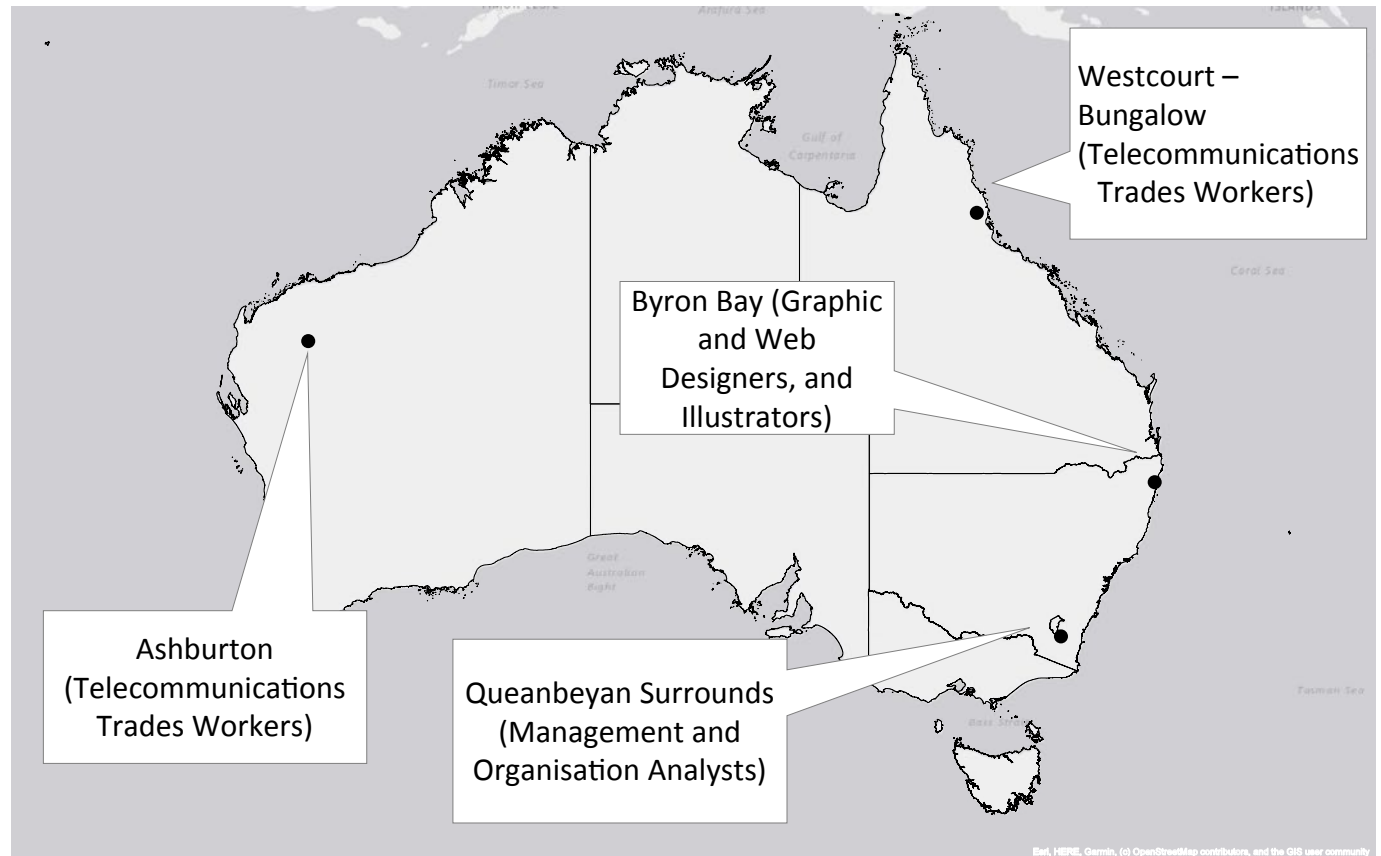 Arafura Sea
ISLANDS
Timor Sea
Gulf of
Carpentaria
Coral Sea
Westcourt –
Bungalow
(Telecommunications
Trades Workers)
Byron Bay (Graphic
and Web
Designers, and
Illustrators)
Great
Australian
Bight
Ashburton
(Telecommunications
Trades Workers)
Queanbeyan Surrounds
(Management and
Organisation Analysts)
Bass
Tasman Sea
Esri, HERE, Garmin, (c) OpenStreetMap contributors, and the GIS user community